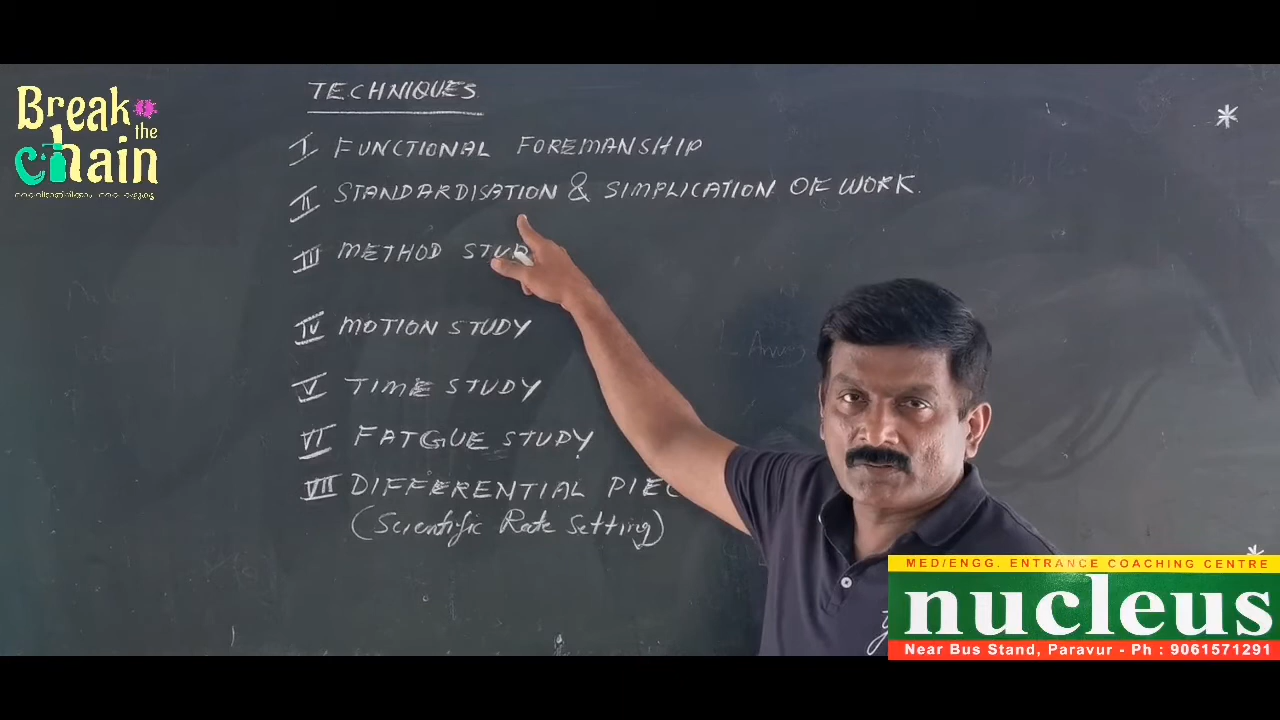 Break
the
chain
TECHNIQUES
I FUNCTIONAL FOREMANSHIP
II STANDARDISATION & SIMPLICATION OF WORK.
III METHOD STUD
IV MOTION STUDY
V TIME STUDY
VI FATGUE STUDY
VII DIFFERENTIAL PIEC
(Scientific Rate Setting)
MED/ENGG. ENTRANCE COACHING CENTRE
nucleus
Near Bus Stand, Paravur - Ph : 9061571291